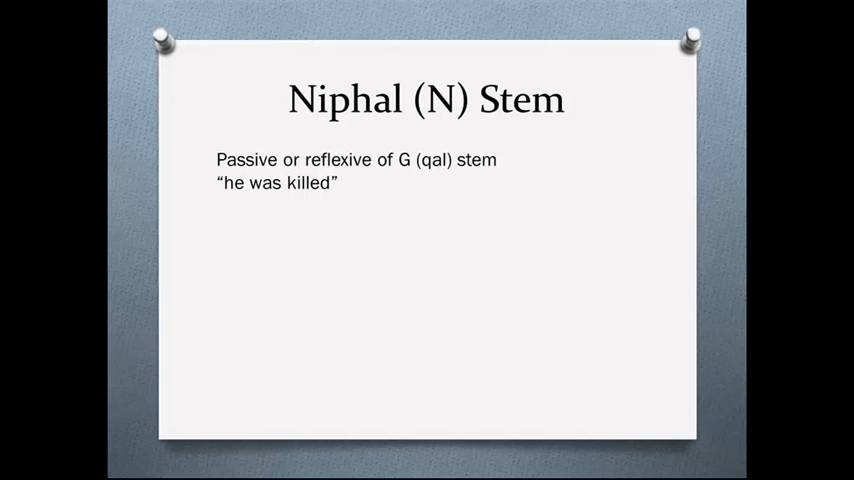 Niphal (N) Stem
Passive or reflexive of G (qal) stem
“he was killed”